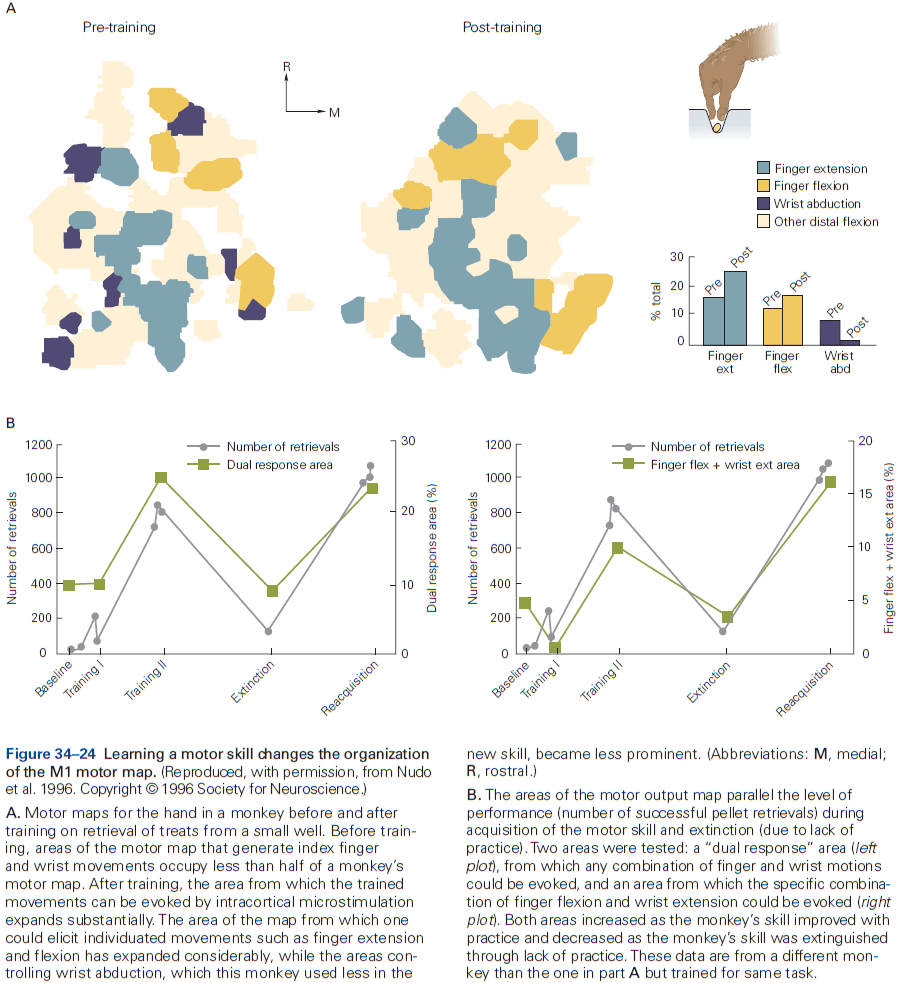 A
Pre-training
Post-training
R
M
Finger extension
Finger flexion
Wrist abduction
Other distal flexion
% total
30
20
10
0
Pre
Post
Pre
Post
Pre
Post
Finger
ext
Finger
flex
Wrist
abd
B
Number of retrievals
1200
1000
800
600
400
200
0
Number of retrievals
Dual response area
30
20
10
0
Dual response area (%)
Baseline
Training I
Training II
Extinction
Reacquisition
Number of retrievals
1200
1000
800
600
400
200
0
Number of retrievals
Finger flex + wrist ext area
20
15
10
5
0
Finger flex + wrist ext area (%)
Baseline
Training I
Training II
Extinction
Reacquisition
Figure 34–24 Learning a motor skill changes the organization
of the M1 motor map. (Reproduced, with permission, from Nudo
et al. 1996. Copyright © 1996 Society for Neuroscience.)
A. Motor maps for the hand in a monkey before and after
training on retrieval of treats from a small well. Before train-
ing, areas of the motor map that generate index finger
and wrist movements occupy less than half of a monkey's
motor map. After training, the area from which the trained
movements can be evoked by intracortical microstimulation
expands substantially. The area of the map from which one
could elicit individuated movements such as finger extension
and flexion has expanded considerably, while the areas con-
trolling wrist abduction, which this monkey used less in the
new skill, became less prominent. (Abbreviations: M, medial;
R, rostral.)
B. The areas of the motor output map parallel the level of
performance (number of successful pellet retrievals) during
acquisition of the motor skill and extinction (due to lack of
practice). Two areas were tested: a "dual response" area (left
plot), from which any combination of finger and wrist motions
could be evoked, and an area from which the specific combina-
tion of finger flexion and wrist extension could be evoked (right
plot). Both areas increased as the monkey's skill improved with
practice and decreased as the monkey's skill was extinguished
through lack of practice. These data are from a different mon-
key than the one in part A but trained for same task.